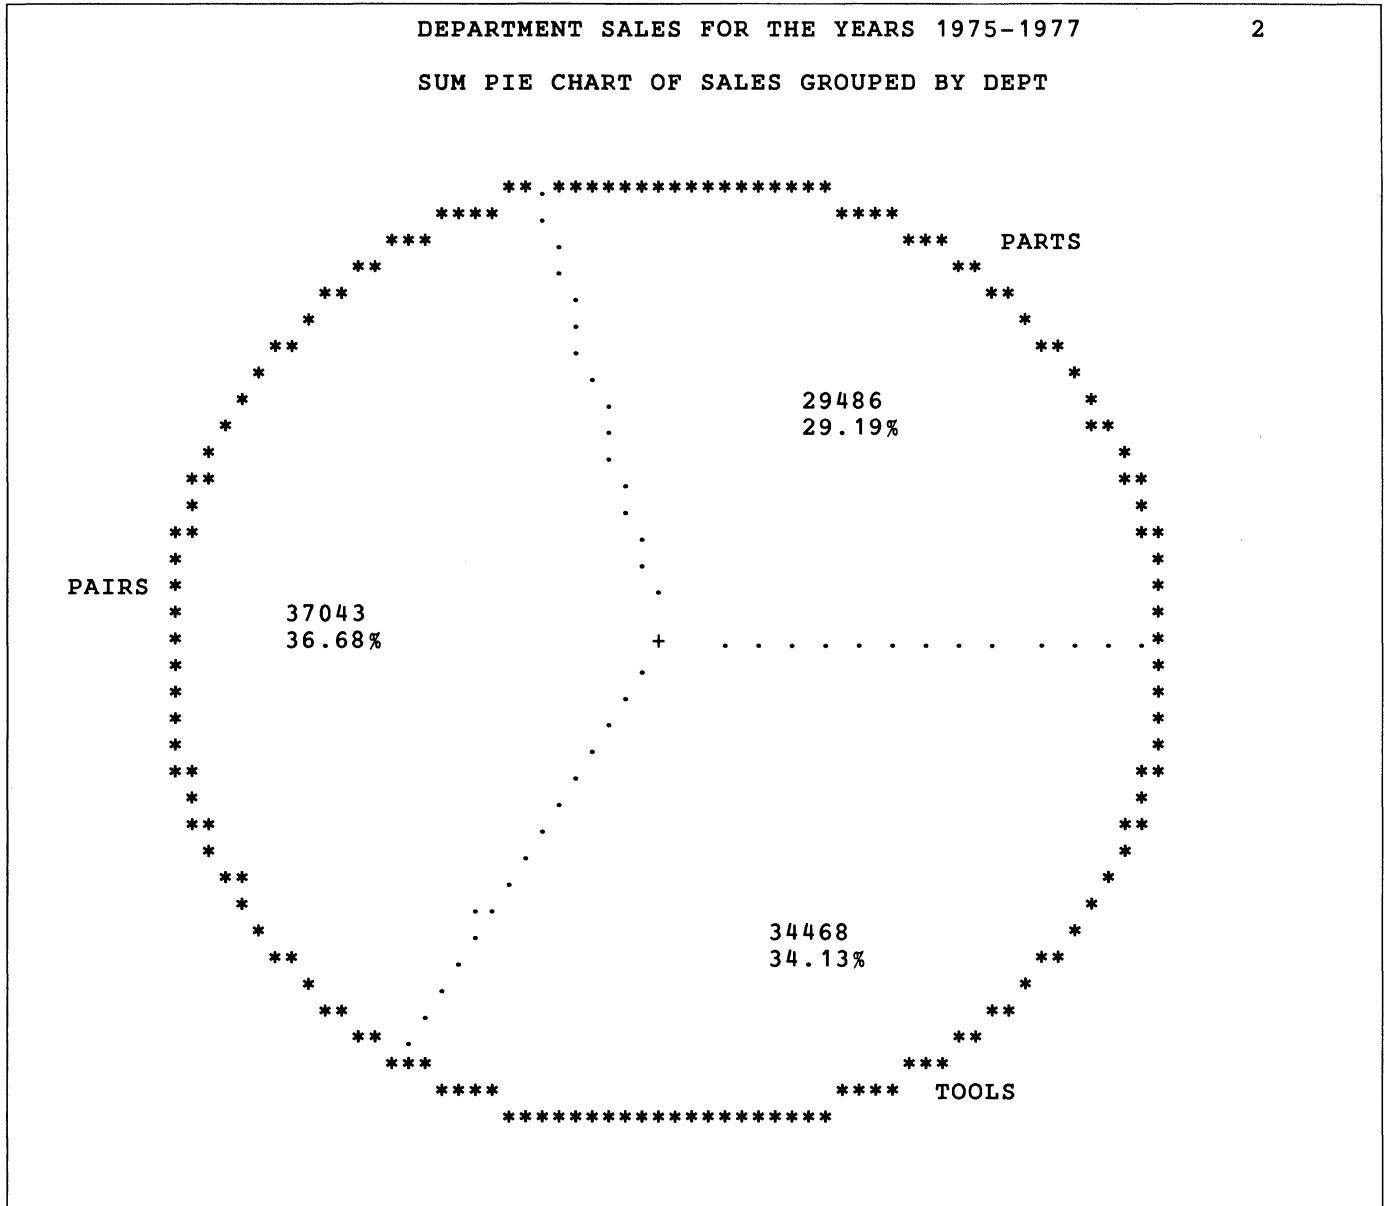 DEPARTMENT SALES FOR THE YEARS 1975-1977 2
SUM PIE CHART OF SALES GROUPED BY DEPT
PARTS
29486
29.19%
PAIRS
37043
36.68%
34468
34.13%
TOOLS